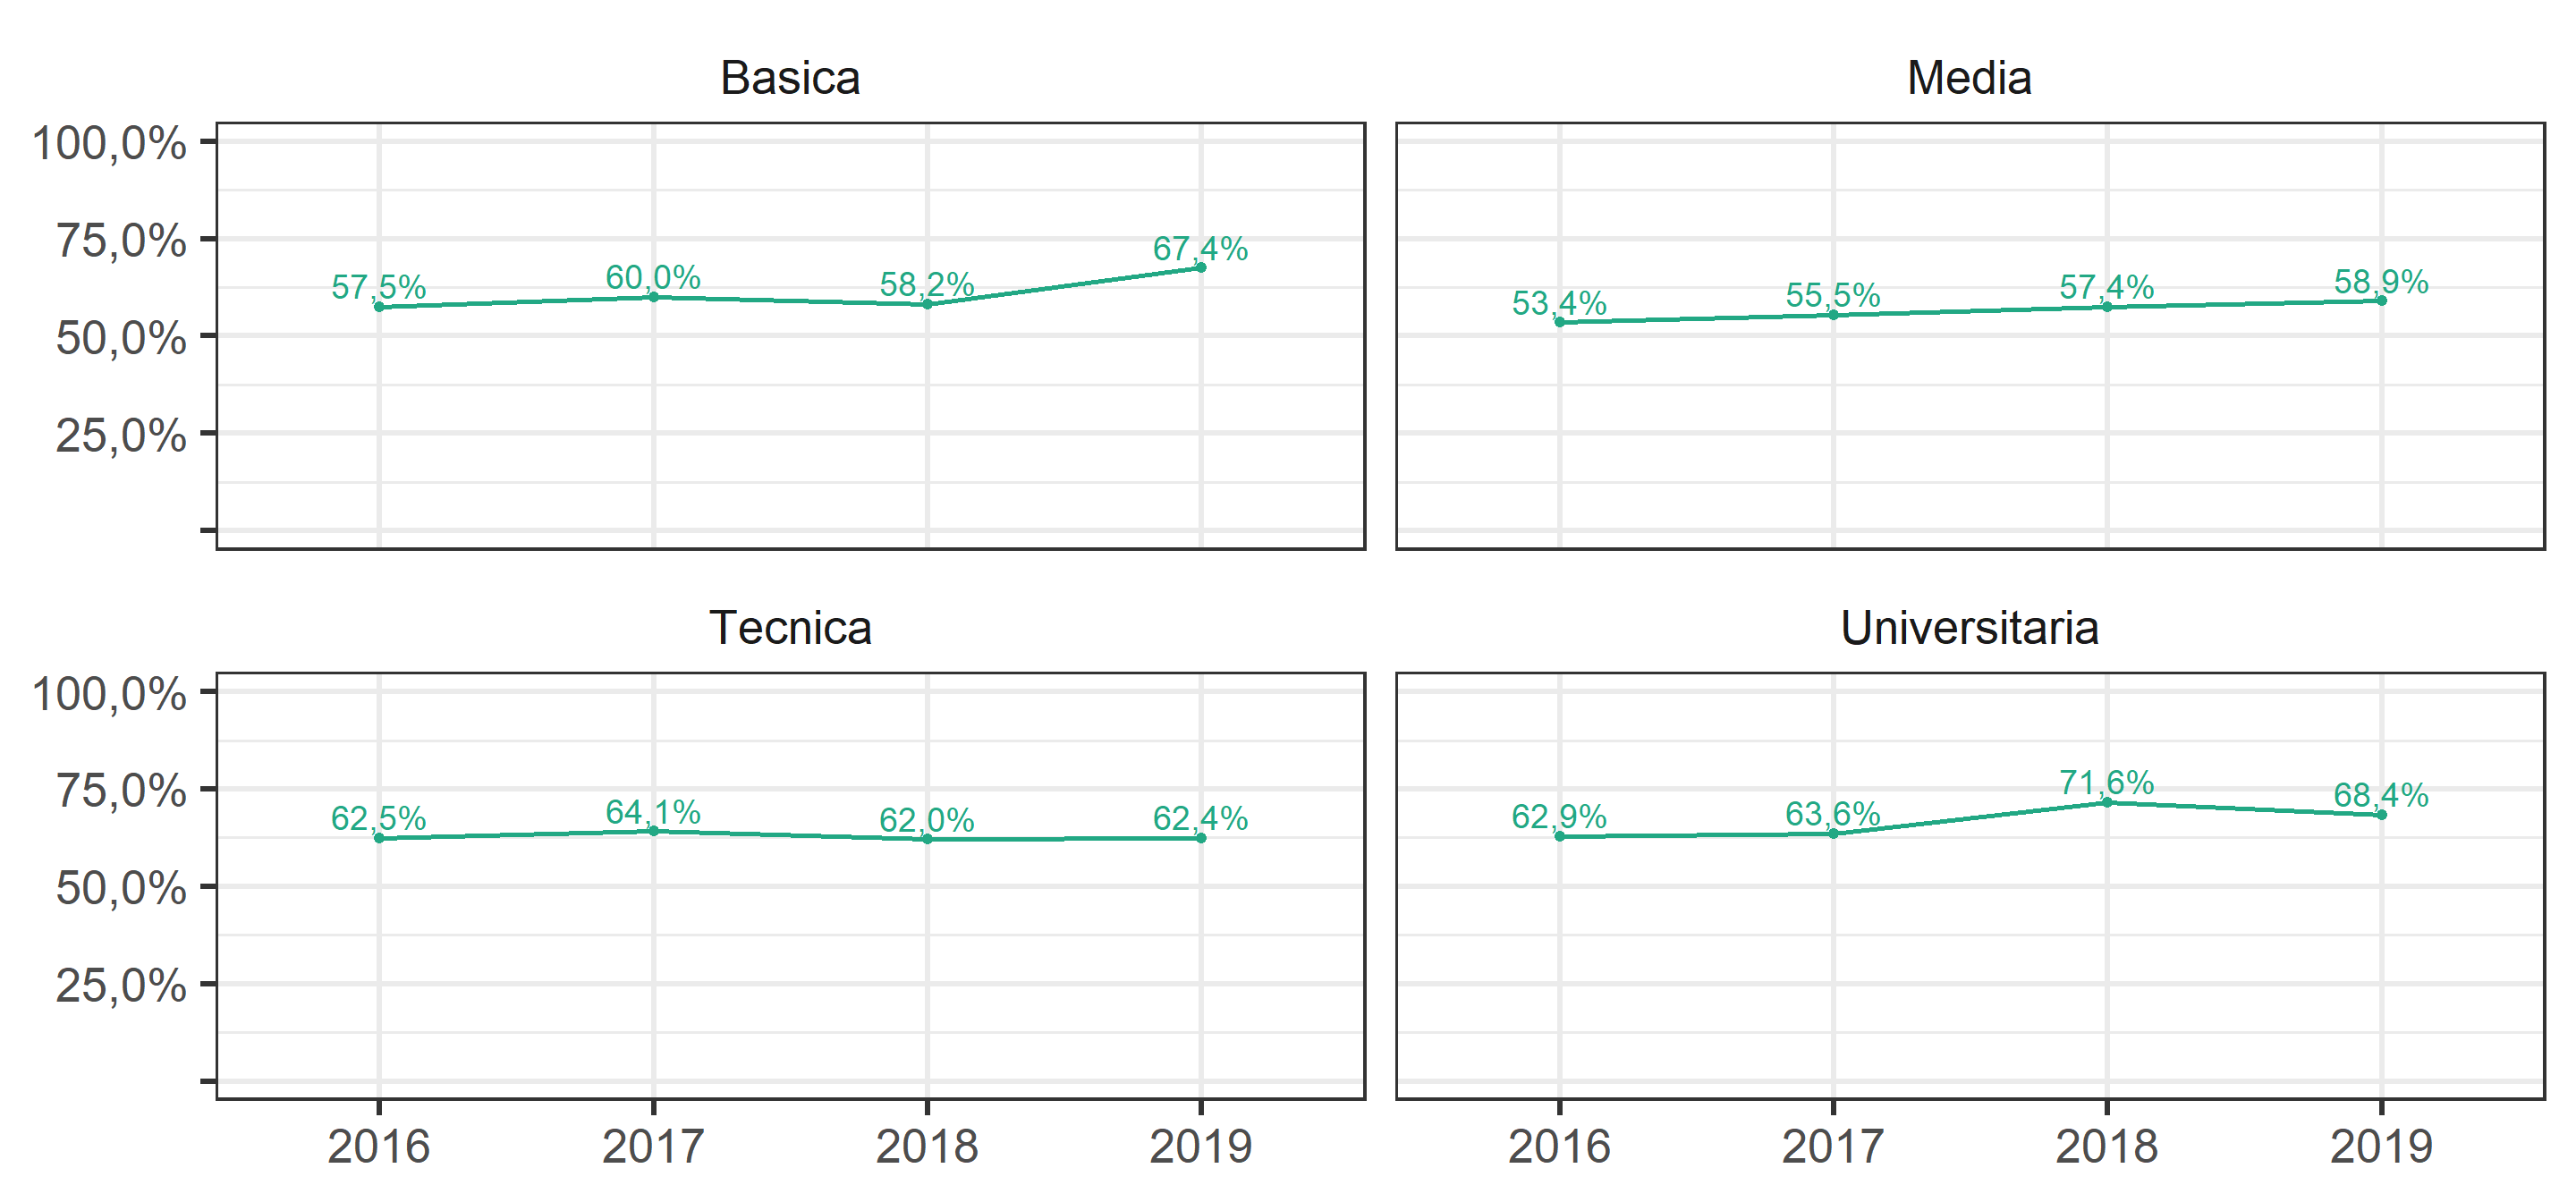 Basica
Media
100,0%
75,0%
50,0%
25,0%
57,5% 60,0% 58,2% 67,4%
53,4% 55,5% 57,4% 58,9%
Tecnica
Universitaria
100,0%
75,0%
50,0%
25,0%
62,5% 64,1% 62,0% 62,4%
62,9% 63,6% 71,6% 68,4%
2016 2017 2018 2019
2016 2017 2018 2019